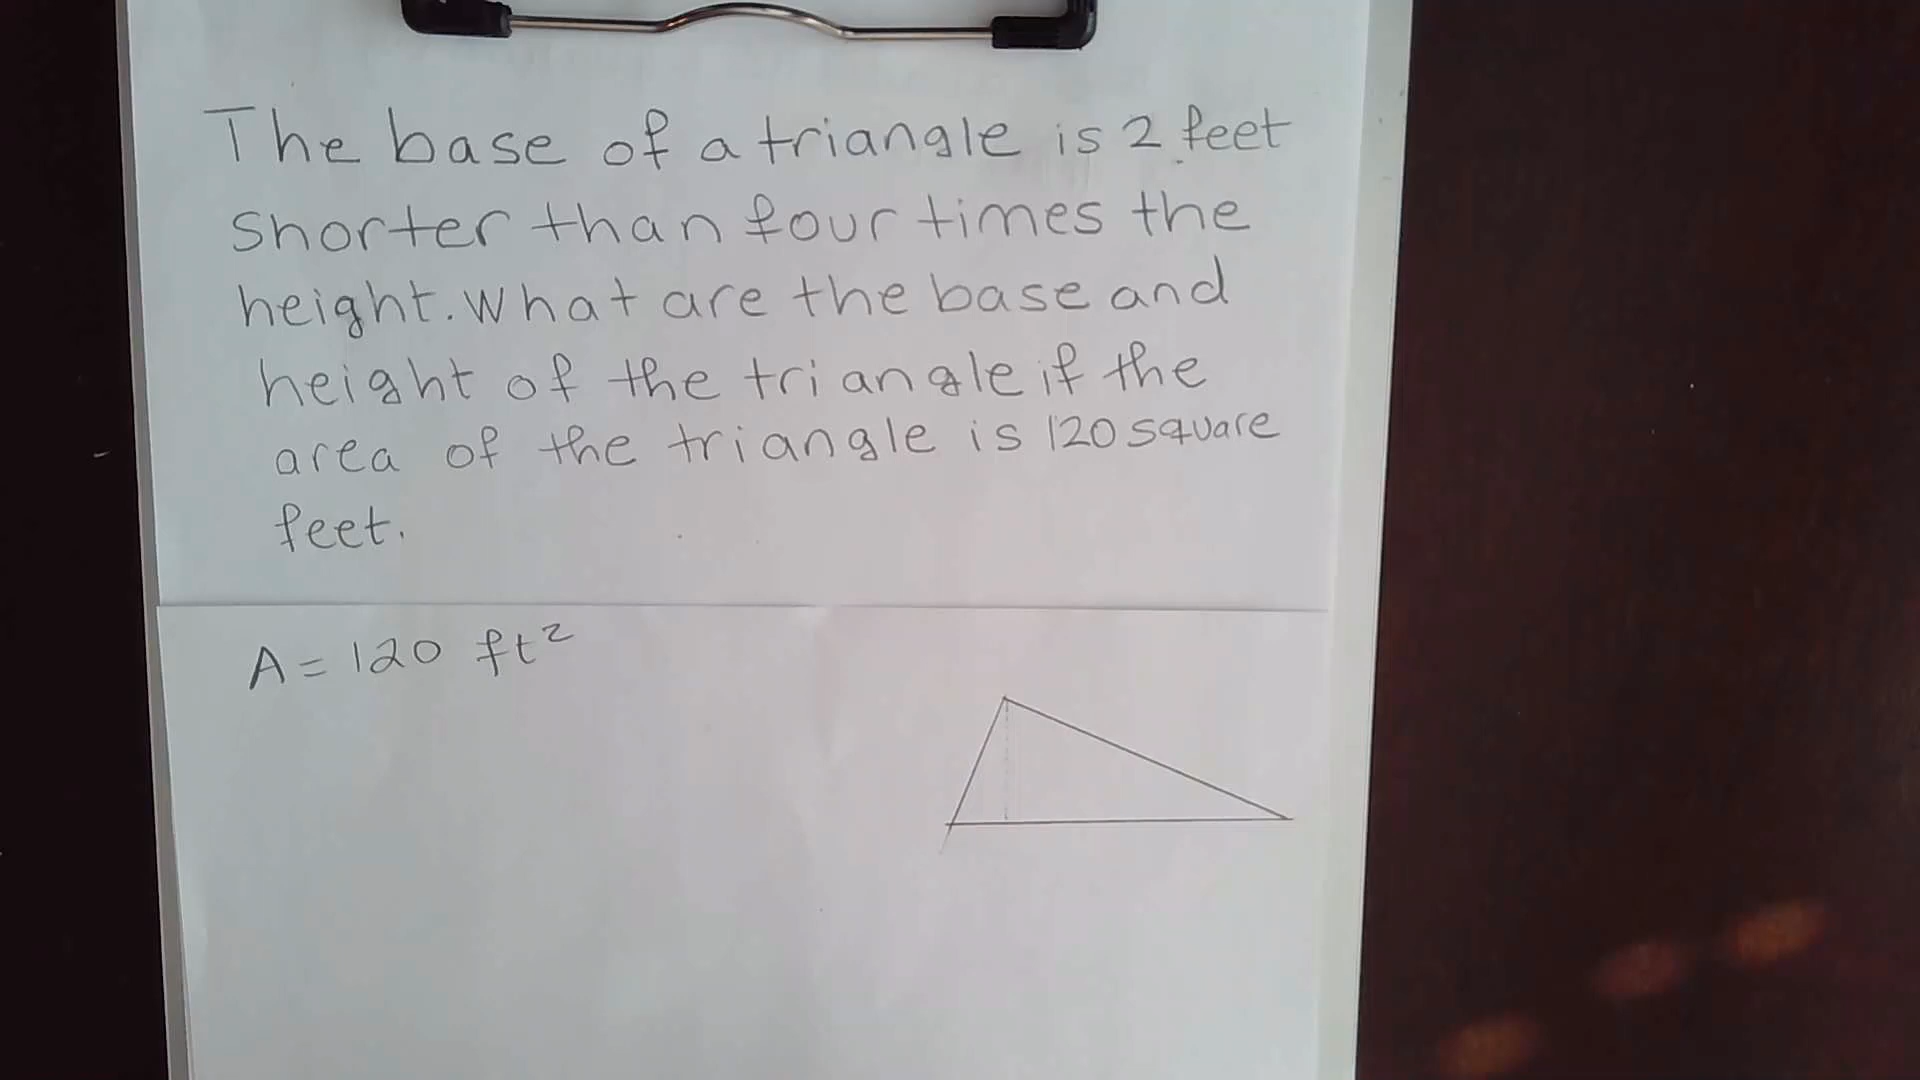 The base of a triangle is 2 feet
shorter than four times the
height. What are the base and
height of the triangle if the
area of the triangle is 120 square
feet.
A = 120 ft²